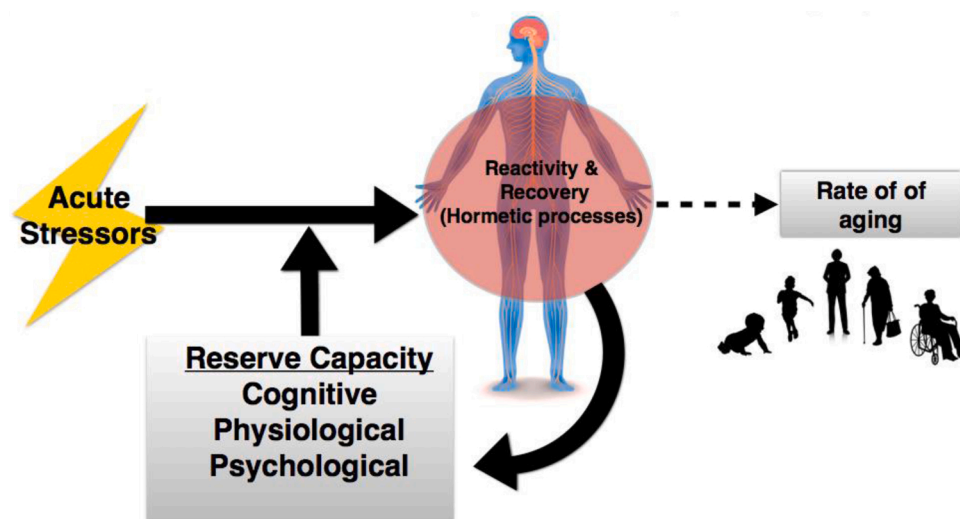 Acute
Stressors
Reactivity &
Recovery
(Hormetic processes)
Rate of of
aging
Reserve Capacity
Cognitive
Physiological
Psychological